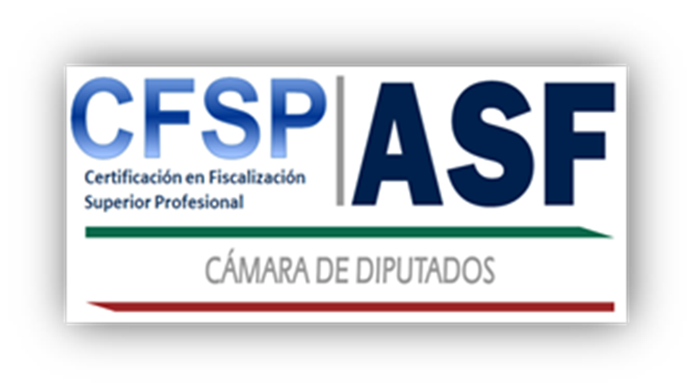 CFSP
Certificación en Fiscalización
Superior Profesional
ASF
CÁMARA DE DIPUTADOS